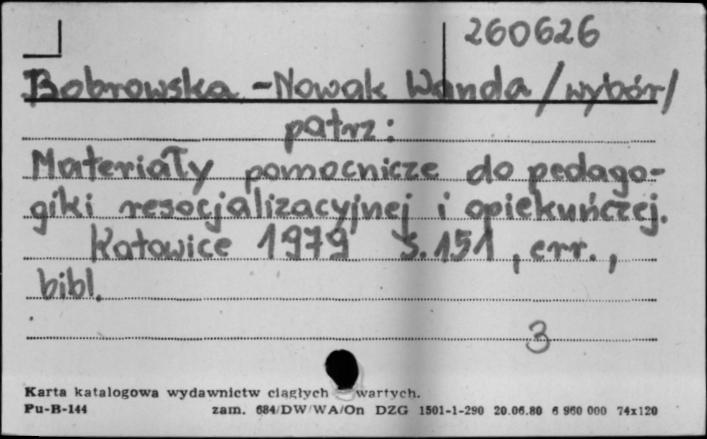 260626
Bobrowska-Nowak Wanda /wybór/
patrz:
Materiały pomocnicze do pedago-
giki resocjalizacyjnej i opiekuńczej.
Katowice 1979 s. 151, err.,
bibl.
3
Karta katalogowa wydawnictw ciągłych zwartych.
Pu-B-144 zam. 684/DW/WA/On DZG 1501-1-290 20.06.80 6 960 000 74x120